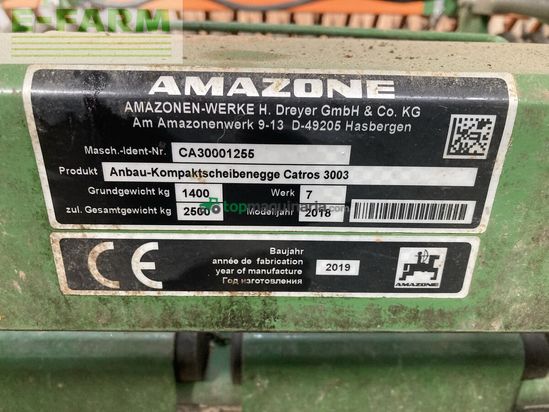 E-FARM
AMAZONE
AMAZONEN-WERKE H. Dreyer GmbH & Co. KG
Am Amazonenwerk 9-13 D-49205 Hasbergen
Masch.-Ident-Nr. CA30001255
Produkt Anbau-Kompaktscheibenegge Catros 3003
Grundgewicht kg 1400 Werk 7
zul. Gesamtgewicht kg 2500 Modelljahr 2018
topmaquinaria.com
CE
Baujahr
année de fabrication
year of manufacture
Год изготовления
2019
AMAZONE